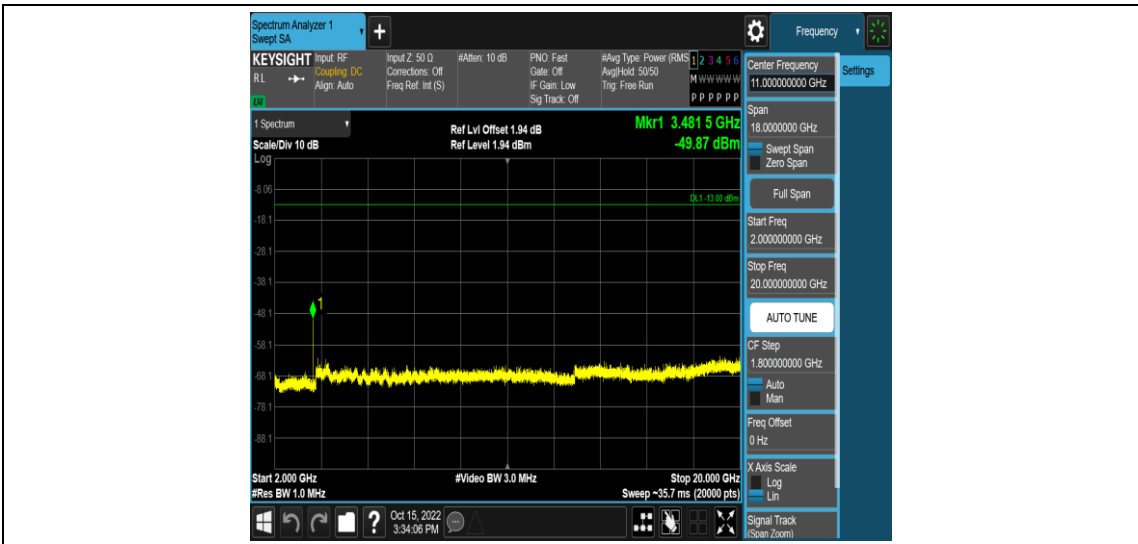 Spectrum Analyzer 1
Swept SA
Frequency
KEYSIGHT
RL
LNI
Input: RF
Coupling: DC
Align: Auto
Input Z: 50 Ω
Corrections: Off
Freq Ref: Int (S)
#Atten: 10 dB
PNO: Fast
Gate: Off
IF Gain: Low
Sig Track: Off
#Avg Type: Power (RMS
Avg|Hold: 50/50
Trig: Free Run
1 2 3 4 5 6
M W W W W W
P P P P P P
Center Frequency
11.000000000 GHz
Settings
1 Spectrum
Scale/Div 10 dB
Log
Ref Lvl Offset 1.94 dB
Ref Level 1.94 dBm
Mkr1 3.481 5 GHz
-49.87 dBm
-8.06
DL1 -13.00 dBm
-18.1
-28.1
-38.1
1
-48.1
-58.1
-68.1
-78.1
-88.1
Start 2.000 GHz
#Res BW 1.0 MHz
#Video BW 3.0 MHz
Stop 20.000 GHz
Sweep ~35.7 ms (20000 pts)
Span
18.0000000 GHz
Swept Span
Zero Span
Full Span
Start Freq
2.000000000 GHz
Stop Freq
20.000000000 GHz
AUTO TUNE
CF Step
1.800000000 GHz
Auto
Man
Freq Offset
0 Hz
X Axis Scale
Log
Lin
Signal Track
(Span Zoom)
?
Oct 15, 2022
3:34:06 PM